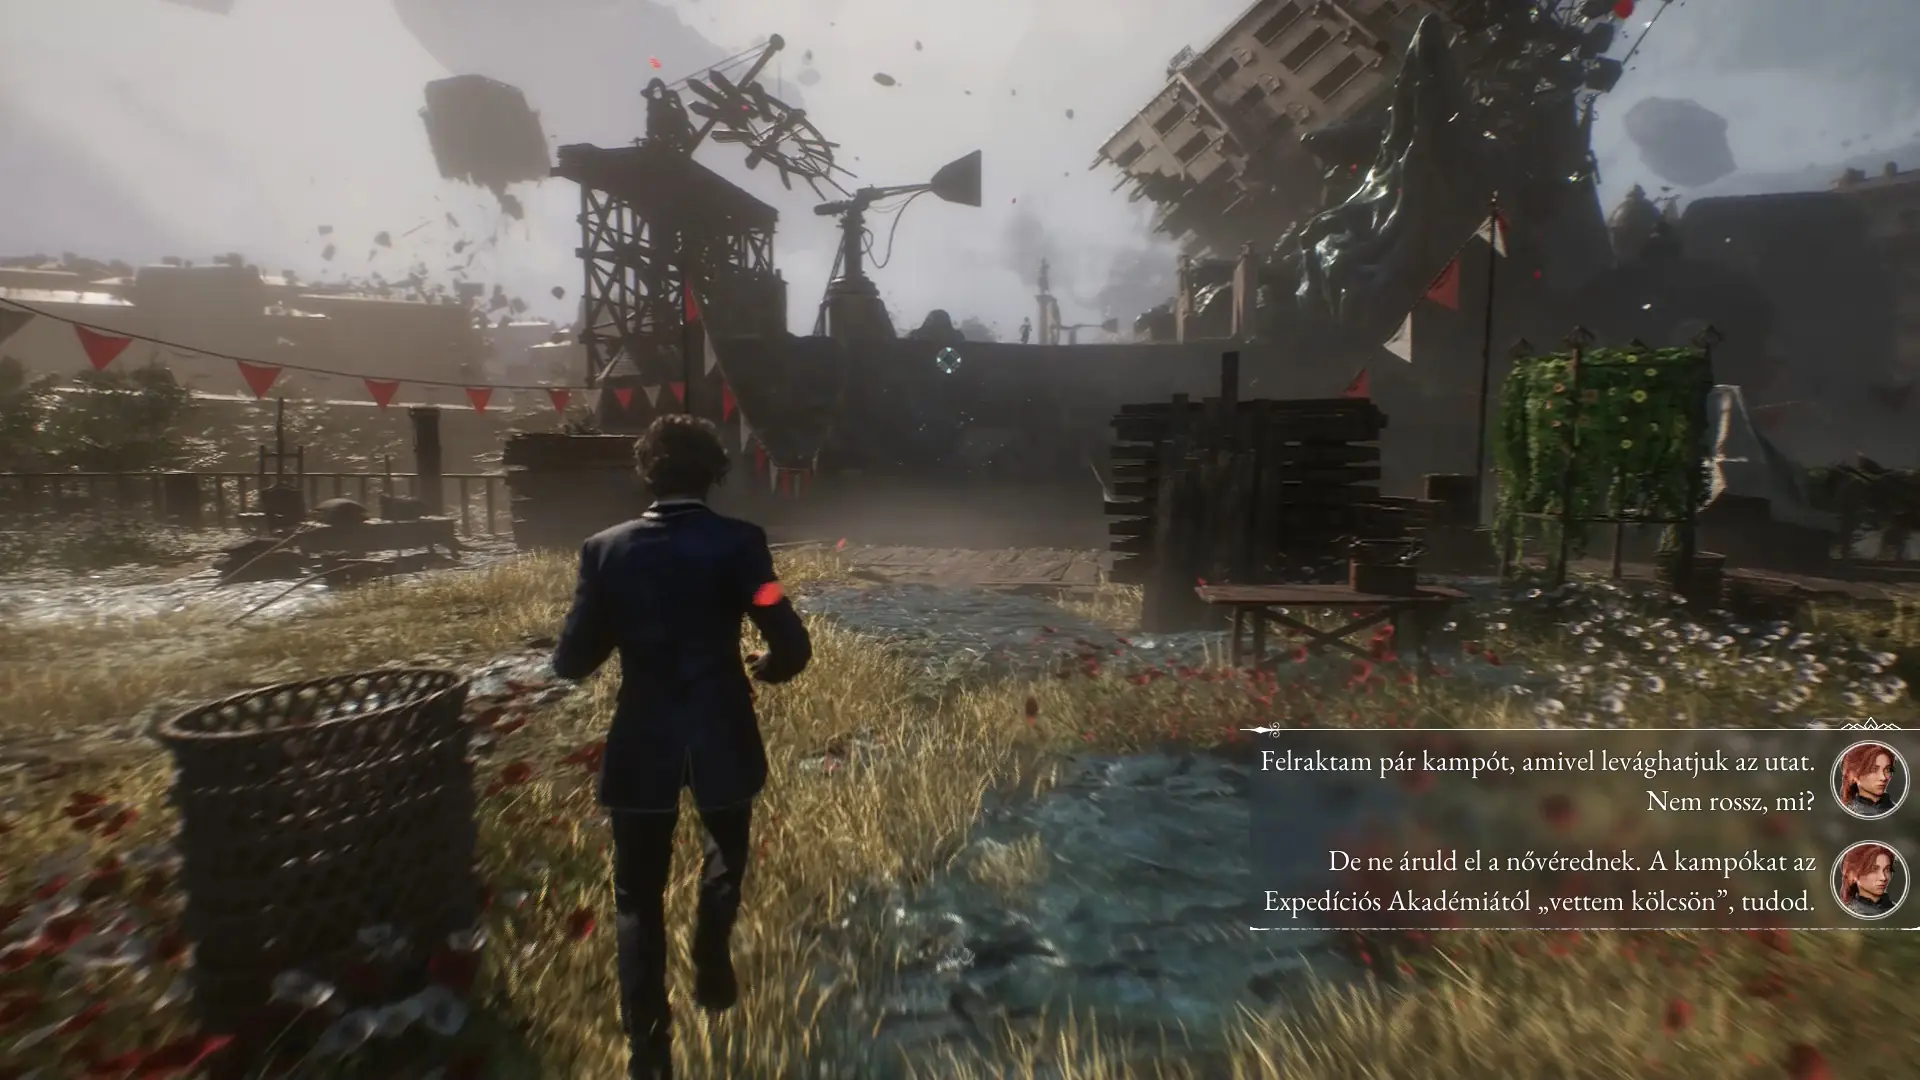 Felraktam pár kampót, amivel levághatjuk az utat.
Nem rossz, mi?
De ne áruld el a nővérednek. A kampókat az
Expedíciós Akadémiától „vettem kölcsön”, tudod.